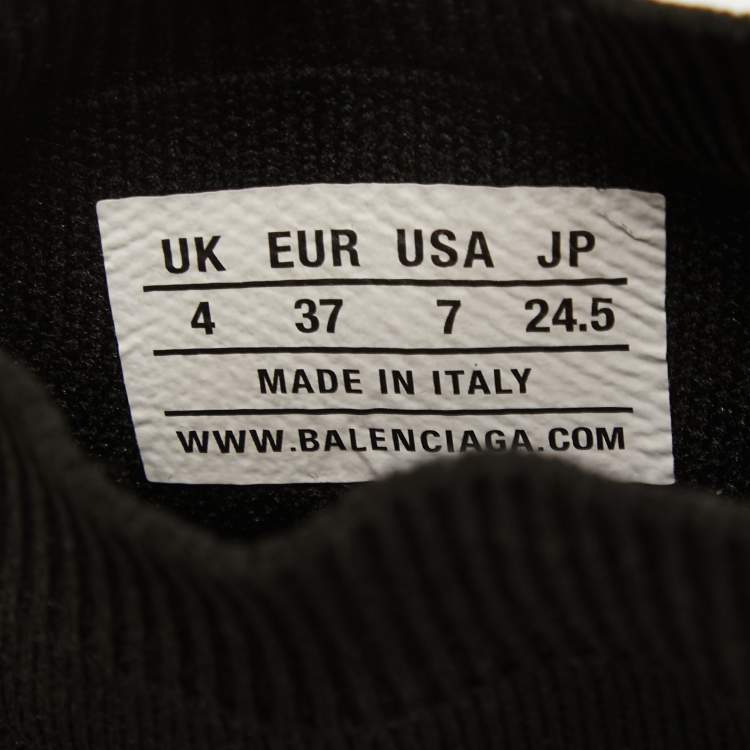 UK EUR USA JP
4 37 7 24.5
MADE IN ITALY
WWW.BALENCIAGA.COM